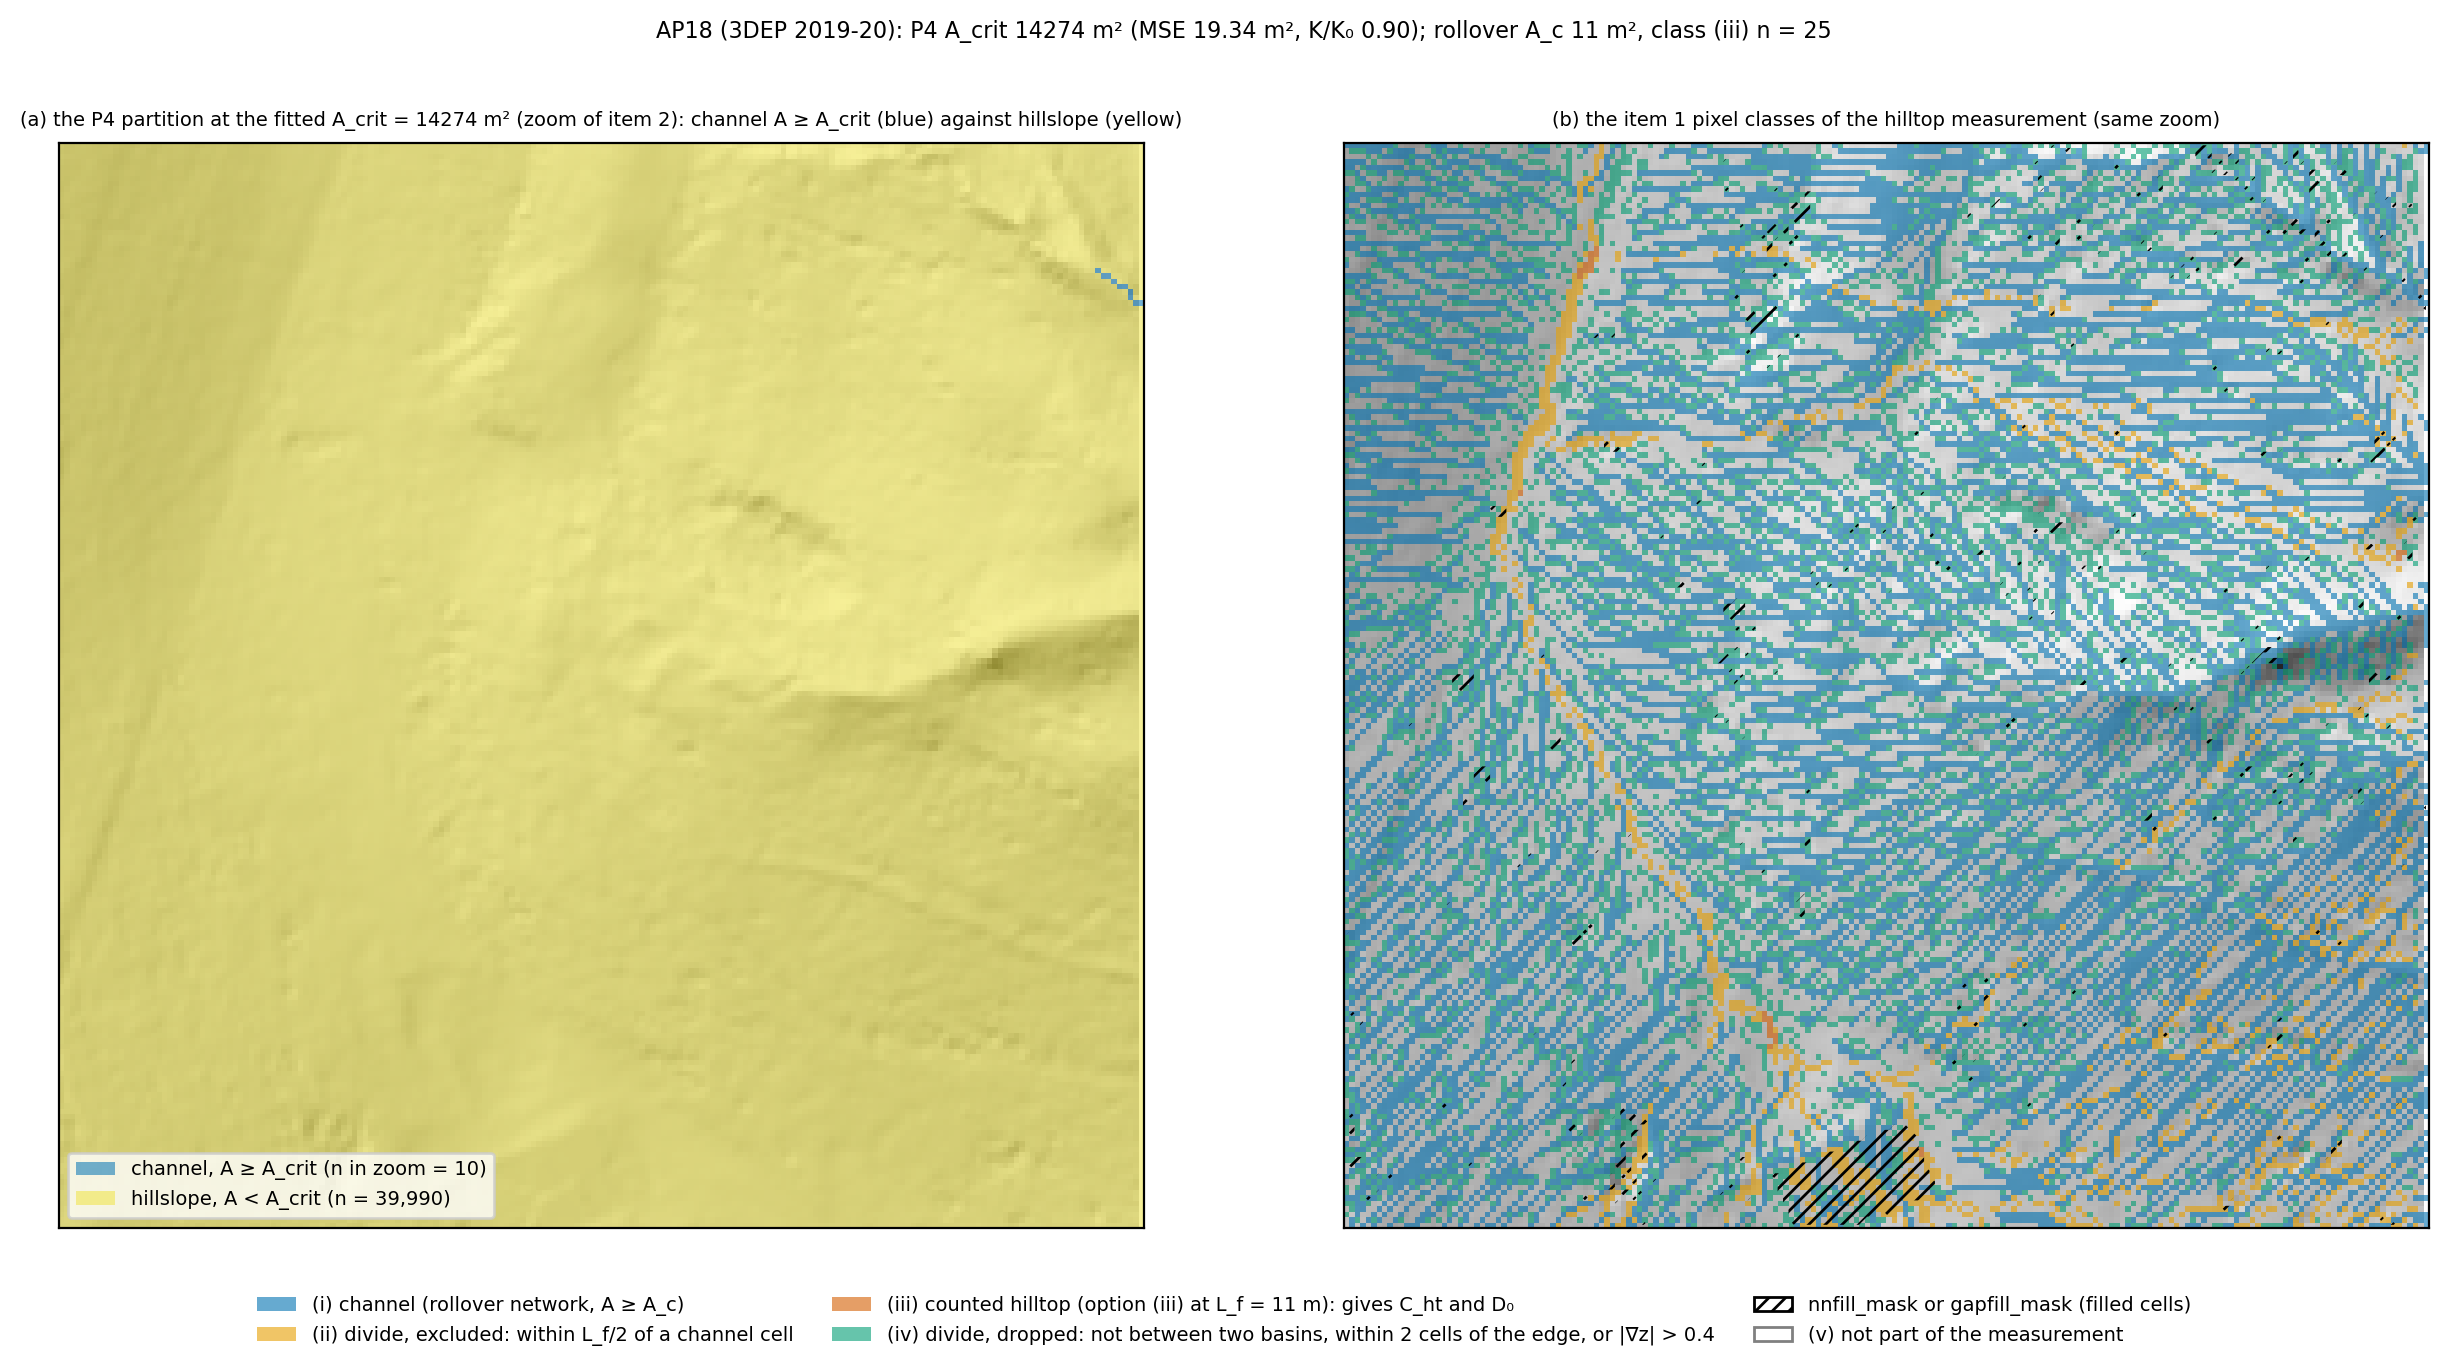 AP18 (3DEP 2019-20): P4 A_crit 14274 m² (MSE 19.34 m², K/K₀ 0.90); rollover A_c 11 m², class (iii) n = 25
(a) the P4 partition at the fitted A_crit = 14274 m² (zoom of item 2): channel A ≥ A_crit (blue) against hillslope (yellow)
(b) the item 1 pixel classes of the hilltop measurement (same zoom)
channel, A ≥ A_crit (n in zoom = 10)
hillslope, A < A_crit (n = 39,990)
(i) channel (rollover network, A ≥ A_c)
(ii) divide, excluded: within L_f/2 of a channel cell
(iii) counted hilltop (option (iii) at L_f = 11 m): gives C_ht and D₀
(iv) divide, dropped: not between two basins, within 2 cells of the edge, or |∇z| > 0.4
nnfill_mask or gapfill_mask (filled cells)
(v) not part of the measurement